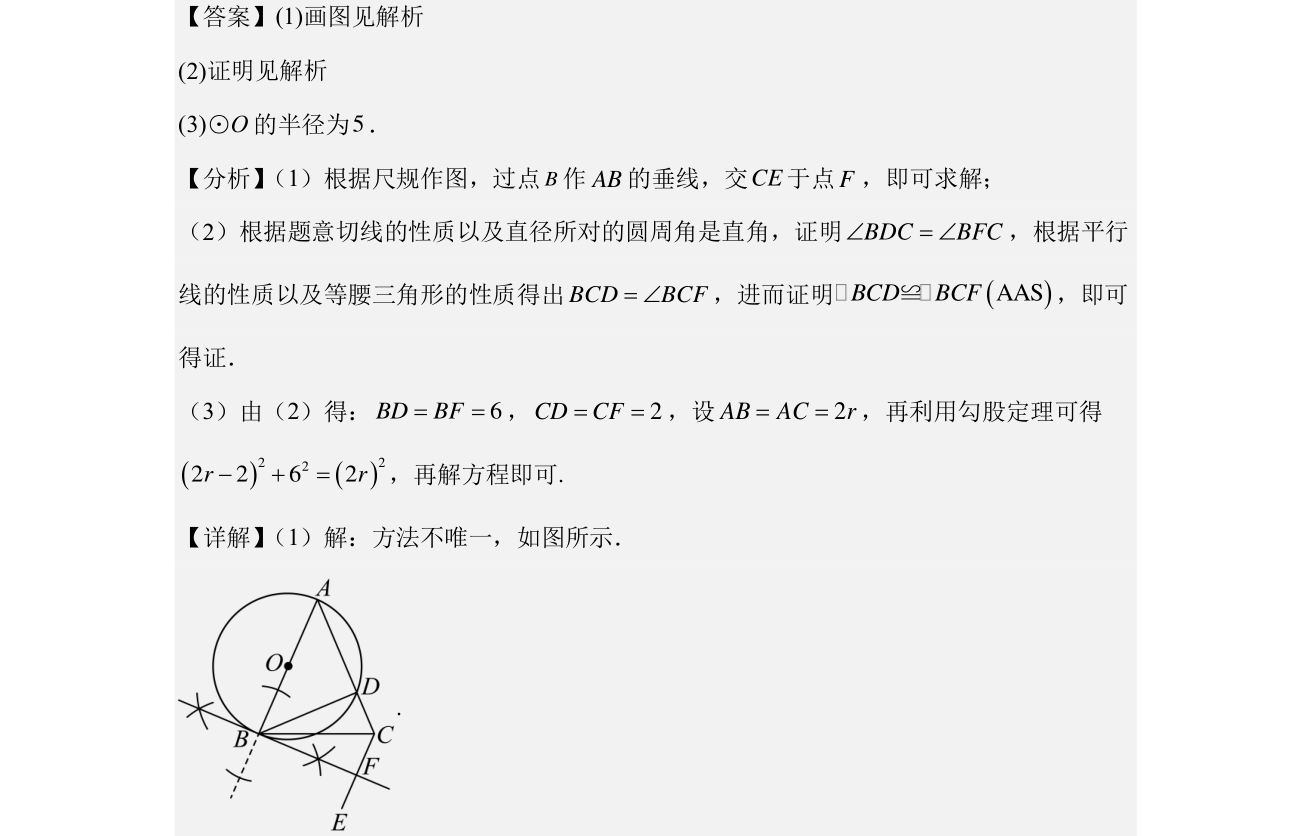 【答案】(1)画图见解析
(2)证明见解析
(3)⊙O 的半径为5．
【分析】（1）根据尺规作图，过点 B 作 AB 的垂线，交 CE 于点 F ，即可求解；
（2）根据题意切线的性质以及直径所对的圆周角是直角，证明 ∠BDC = ∠BFC ，根据平行
线的性质以及等腰三角形的性质得出 BCD = ∠BCF ，进而证明□BCD≌□BCF (AAS)，即可
得证．
（3）由（2）得： BD = BF = 6 ， CD = CF = 2 ，设 AB = AC = 2r ，再利用勾股定理可得
(2r − 2)² + 6² = (2r)²，再解方程即可.
【详解】（1）解：方法不唯一，如图所示．
A
O
D
.
B
C
F
E